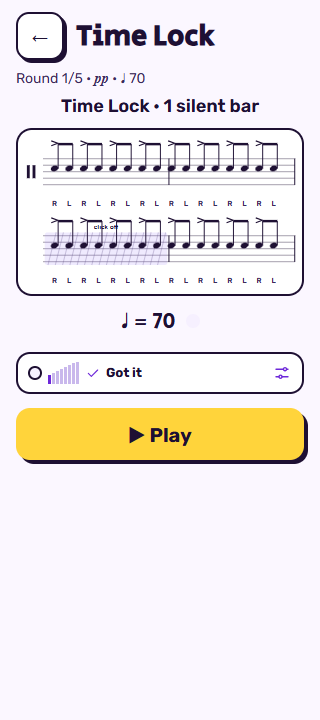 ← Time Lock
Round 1/5 • pp • ♩ 70
Time Lock • 1 silent bar
R L R L R L R L R L R L R L R L
click off
R L R L R L R L R L R L R L R L
♩ = 70
✓ Got it
▶ Play